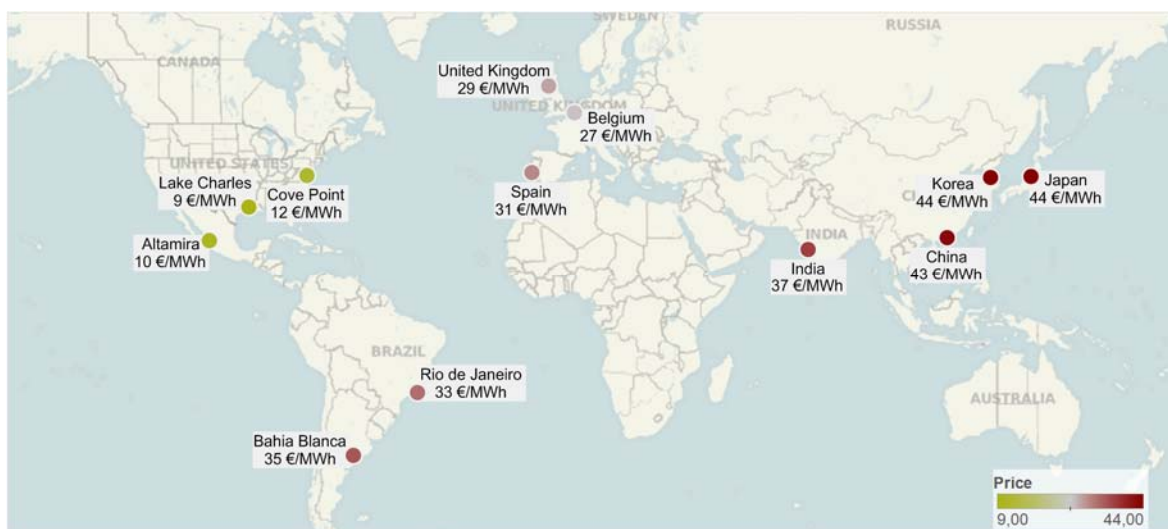 SWEDEN
RUSSIA
CANADA
United Kingdom
29 €/MWh
UNITED KINGDOM
Belgium
27 €/MWh
UNITED STATES
Lake Charles
9 €/MWh
Cove Point
12 €/MWh
Spain
31 €/MWh
Korea
44 €/MWh
Japan
44 €/MWh
Altamira
10 €/MWh
INDIA
India
37 €/MWh
China
43 €/MWh
BRAZIL
Rio de Janeiro
33 €/MWh
AUSTRALIA
Bahia Blanca
35 €/MWh
Price
9,00
44,00